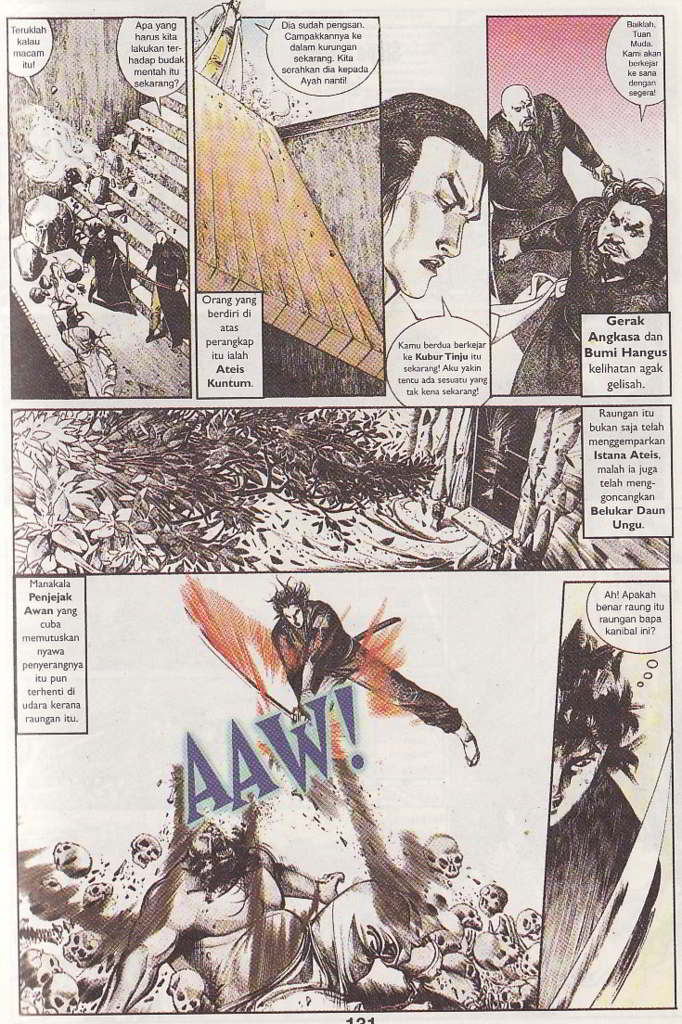 Teruklah
kalau
macam
itu!
Apa yang
harus kita
lakukan ter-
hadap budak
mentah itu
sekarang?
Dia sudah pengsan.
Campakkannya ke
dalam kurungan
sekarang. Kita
serahkan dia kepada
Ayah nanti!
Orang yang
berdiri di
atas
perangkap
itu ialah
Ateis
Kuntum.
Kamu berdua berkejar
ke Kubur Tinju itu
sekarang! Aku yakin
tentu ada sesuatu yang
tak kena sekarang!
Baiklah,
Tuan
Muda.
Kami akan
berkejar
ke sana
dengan
segera!
Gerak
Angkasa dan
Bumi Hangus
kelihatan agak
gelisah.
Raungan itu
bukan saja telah
menggemparkan
Istana Ateis,
malah ia juga
telah meng-
goncangkan
Belukar Daun
Ungu.
Manakala
Penjejak
Awan yang
cuba
memutuskan
nyawa
penyerangnya
itu pun
terhenti di
udara kerana
raungan itu.
AAW!
Ah! Apakah
benar raung itu
raungan bapa
kanibal ini?
131